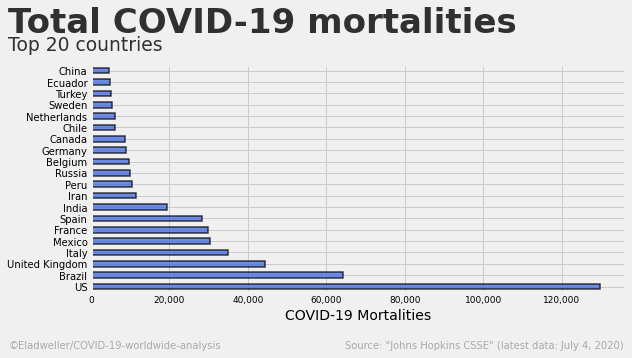 Total COVID-19 mortalities
Top 20 countries
China
Ecuador
Turkey
Sweden
Netherlands
Chile
Canada
Germany
Belgium
Russia
Peru
Iran
India
Spain
France
Mexico
Italy
United Kingdom
Brazil
US
0 20,000 40,000 60,000 80,000 100,000 120,000
COVID-19 Mortalities
©Eladweller/COVID-19-worldwide-analysis Source: "Johns Hopkins CSSE" (latest data: July 4, 2020)